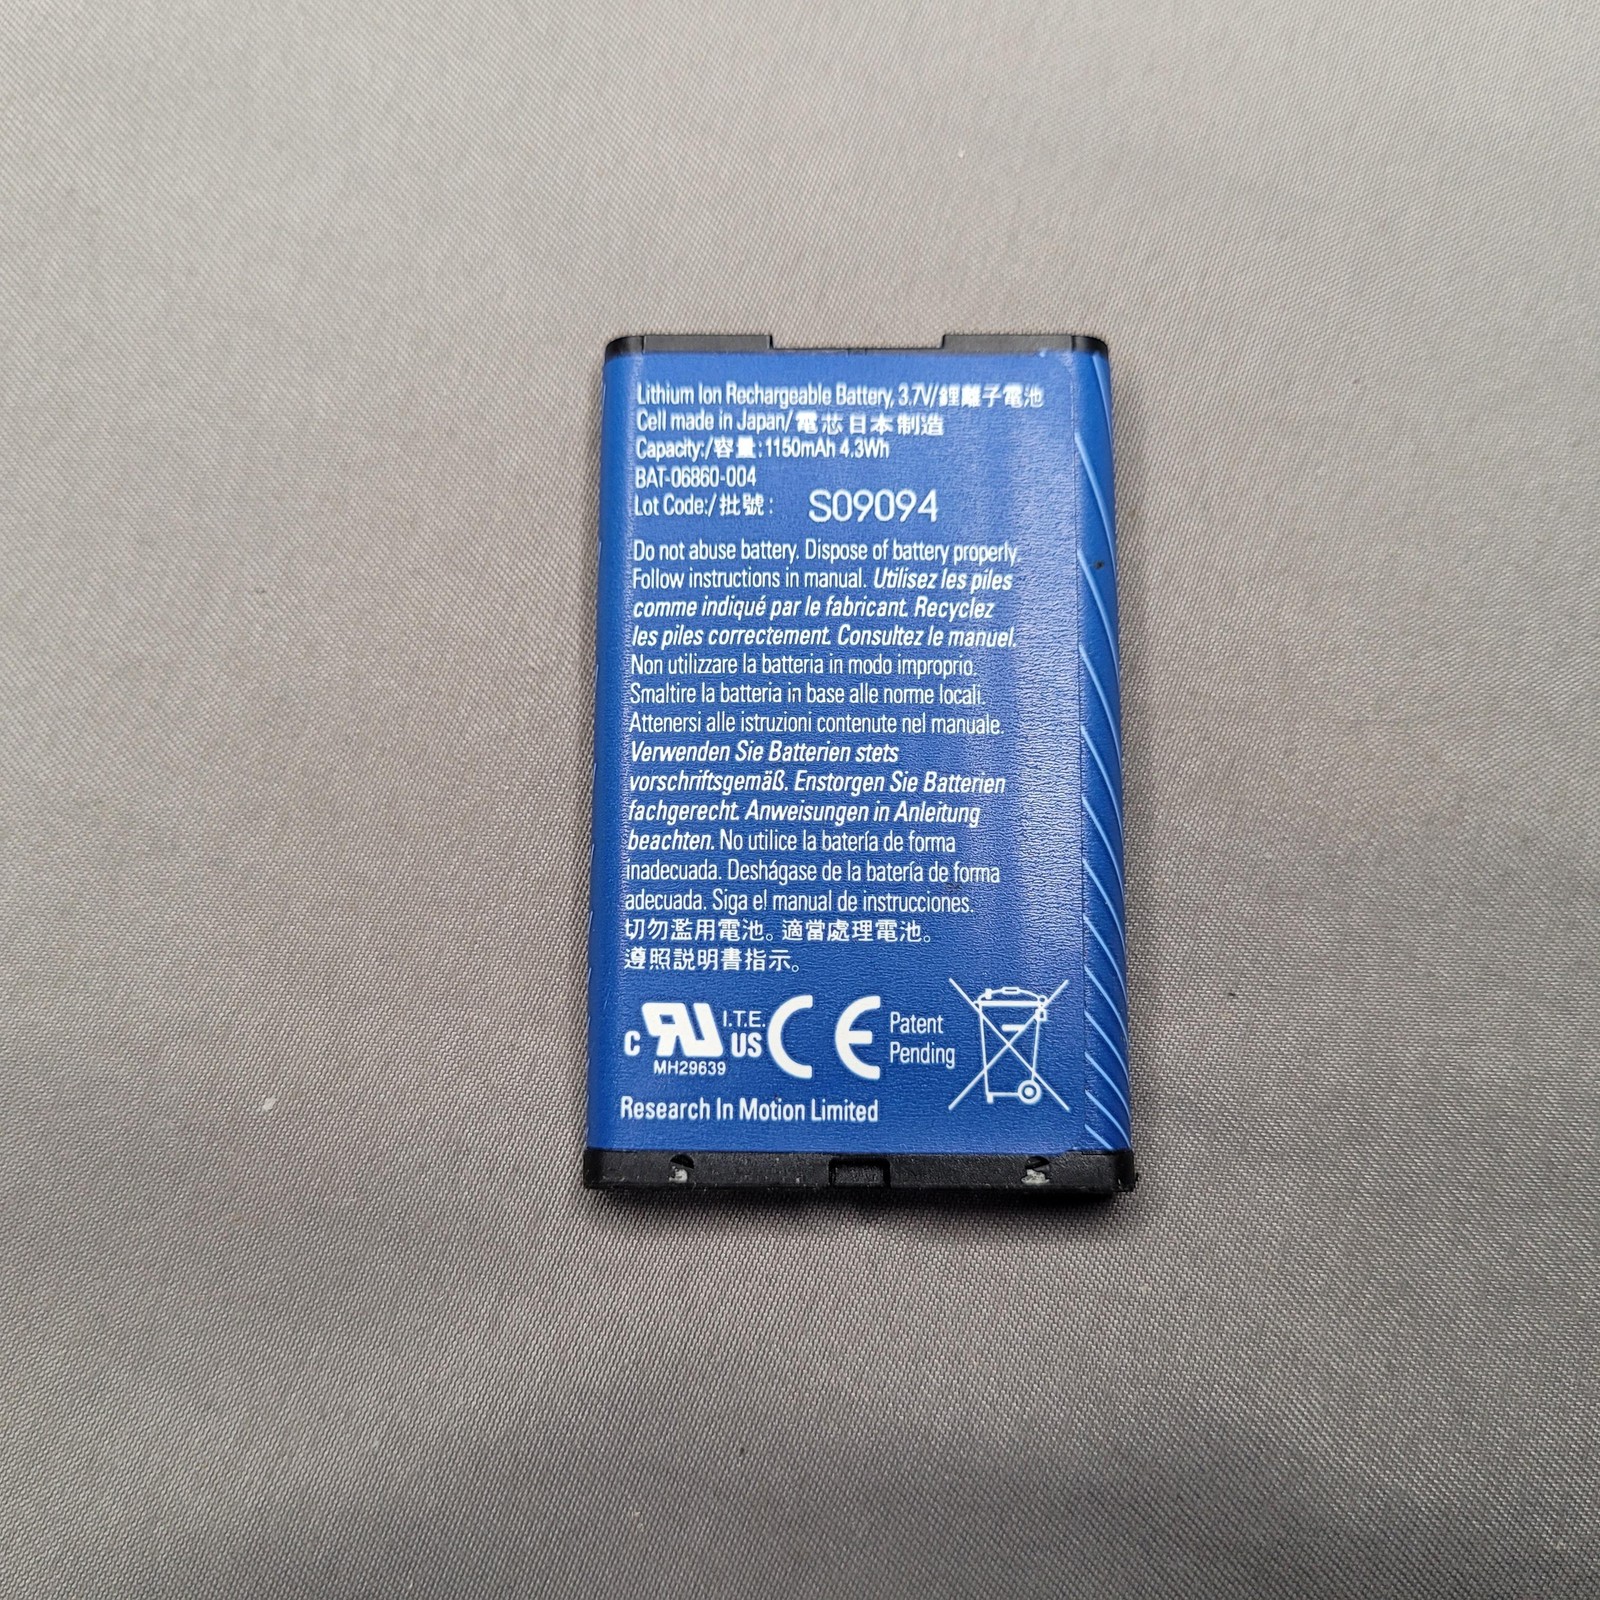 Lithium Ion Rechargeable Battery, 3.7V/鋰離子電池
Cell made in Japan/電芯日本制造
Capacity:/容量:1150mAh 4.3Wh
BAT-06860-004
Lot Code:/批號: S09094
Do not abuse battery. Dispose of battery properly.
Follow instructions in manual. Utilisez les piles
comme indiqué par le fabricant. Recyclez
les piles correctement. Consultez le manuel.
Non utilizzare la batteria in modo improprio.
Smaltire la batteria in base alle norme locali.
Attenersi alle istruzioni contenute nel manuale.
Verwenden Sie Batterien stets
vorschriftsgemäß. Enstorgen Sie Batterien
fachgerecht. Anweisungen in Anleitung
beachten. No utilice la batería de forma
inadecuada. Deshágase de la batería de forma
adecuada. Siga el manual de instrucciones.
切勿濫用電池。適當處理電池。
遵照説明書指示。
C RU US I.T.E. CE Patent Pending
MH29639
Research In Motion Limited